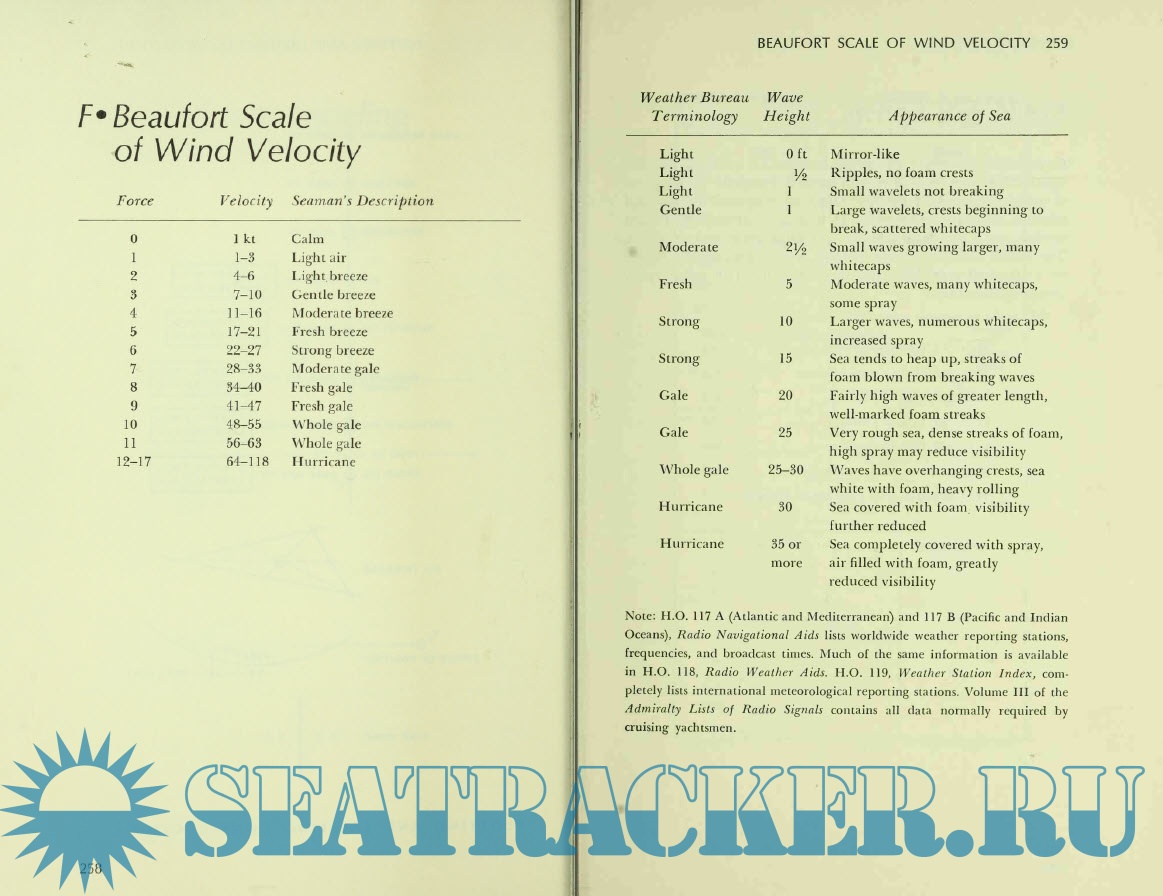 F• Beaufort Scale
of Wind Velocity
Force Velocity Seaman's Description
0 1 kt Calm
1 1–3 Light air
2 4–6 Light breeze
3 7–10 Gentle breeze
4 11–16 Moderate breeze
5 17–21 Fresh breeze
6 22–27 Strong breeze
7 28–33 Moderate gale
8 34–40 Fresh gale
9 41–47 Fresh gale
10 48–55 Whole gale
11 56–63 Whole gale
12–17 64–118 Hurricane
258
BEAUFORT SCALE OF WIND VELOCITY 259
Weather Bureau Wave
Terminology Height Appearance of Sea
Light 0 ft Mirror-like
Light ½ Ripples, no foam crests
Light 1 Small wavelets not breaking
Gentle 1 Large wavelets, crests beginning to
break, scattered whitecaps
Moderate 2½ Small waves growing larger, many
whitecaps
Fresh 5 Moderate waves, many whitecaps,
some spray
Strong 10 Larger waves, numerous whitecaps,
increased spray
Strong 15 Sea tends to heap up, streaks of
foam blown from breaking waves
Gale 20 Fairly high waves of greater length,
well-marked foam streaks
Gale 25 Very rough sea, dense streaks of foam,
high spray may reduce visibility
Whole gale 25–30 Waves have overhanging crests, sea
white with foam, heavy rolling
Hurricane 30 Sea covered with foam, visibility
further reduced
Hurricane 35 or Sea completely covered with spray,
more air filled with foam, greatly
reduced visibility
Note: H.O. 117 A (Atlantic and Mediterranean) and 117 B (Pacific and Indian
Oceans), Radio Navigational Aids lists worldwide weather reporting stations,
frequencies, and broadcast times. Much of the same information is available
in H.O. 118, Radio Weather Aids. H.O. 119, Weather Station Index, com-
pletely lists international meteorological reporting stations. Volume III of the
Admiralty Lists of Radio Signals contains all data normally required by
cruising yachtsmen.
SEATRACKER.RU